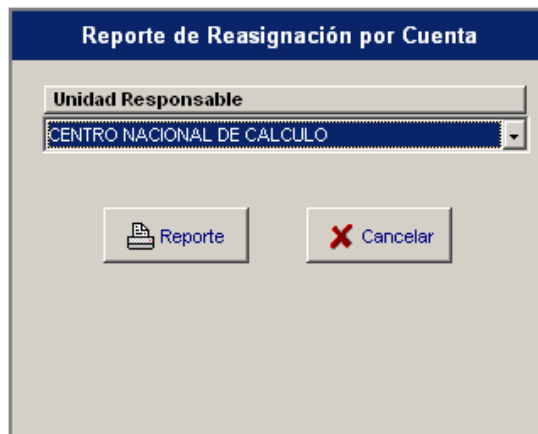 Reporte de Reasignación por Cuenta
Unidad Responsable
CENTRO NACIONAL DE CALCULO
Reporte
Cancelar